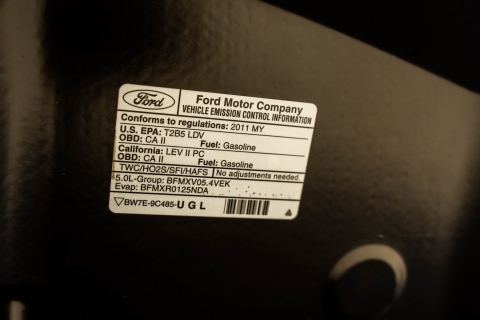 Ford
Ford Motor Company
VEHICLE EMISSION CONTROL INFORMATION
Conforms to regulations: 2011 MY
U.S. EPA: T2B5 LDV
OBD: CA II Fuel: Gasoline
California: LEV II PC
OBD: CA II Fuel: Gasoline
TWC/HO2S/SFI/HAFS No adjustments needed.
5.0L-Group: BFMXV05.4VEK
Evap: BFMXR0125NDA
BW7E-9C485-UGL